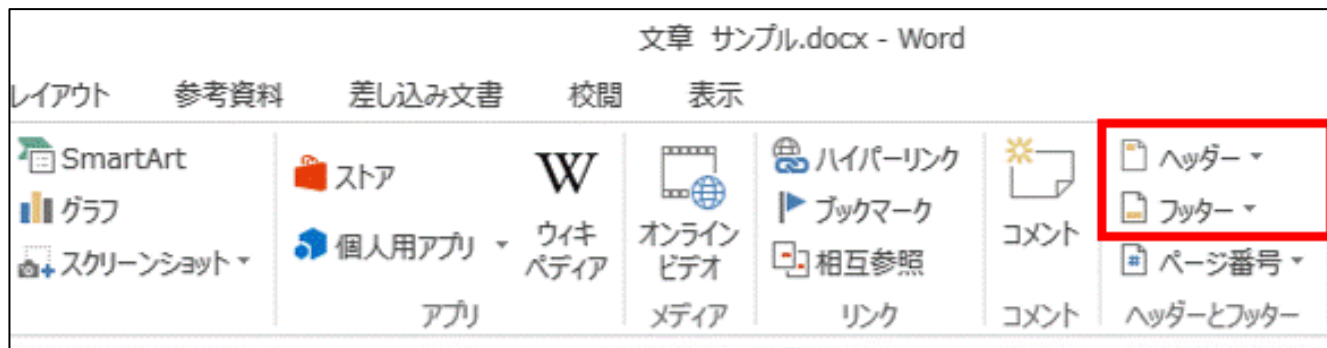 文章 サンプル.docx - Word
レイアウト 参考資料 差し込み文書 校閲 表示
SmartArt
グラフ
スクリーンショット
ストア
個人用アプリ
W
ウィキ
ペディア
アプリ
オンライン
ビデオ
メディア
ハイパーリンク
ブックマーク
相互参照
リンク
コメント
コメント
ヘッダー
フッター
# ページ番号
ヘッダーとフッター